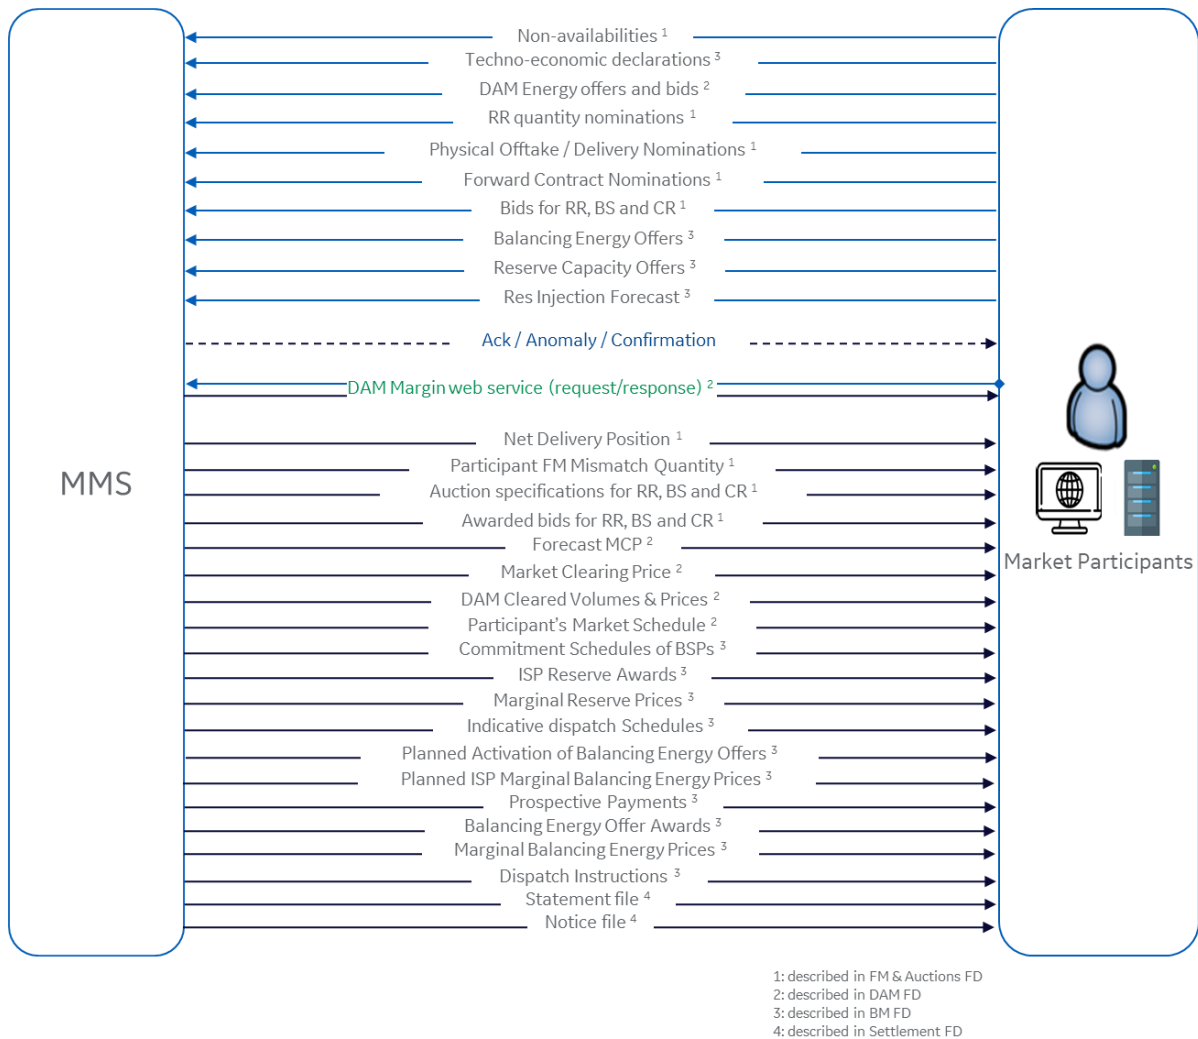 Non-availabilities 1
Techno-economic declarations 3
DAM Energy offers and bids 2
RR quantity nominations 1
Physical Offtake / Delivery Nominations 1
Forward Contract Nominations 1
Bids for RR, BS and CR 1
Balancing Energy Offers 3
Reserve Capacity Offers 3
Res Injection Forecast 3
Ack / Anomaly / Confirmation
DAM Margin web service (request/response) 2
Net Delivery Position 1
MMS
Participant FM Mismatch Quantity 1
Auction specifications for RR, BS and CR 1
Awarded bids for RR, BS and CR 1
Forecast MCP 2
Market Participants
Market Clearing Price 2
DAM Cleared Volumes & Prices 2
Participant's Market Schedule 2
Commitment Schedules of BSPs 3
ISP Reserve Awards 3
Marginal Reserve Prices 3
Indicative dispatch Schedules 3
Planned Activation of Balancing Energy Offers 3
Planned ISP Marginal Balancing Energy Prices 3
Prospective Payments 3
Balancing Energy Offer Awards 3
Marginal Balancing Energy Prices 3
Dispatch Instructions 3
Statement file 4
Notice file 4
1: described in FM & Auctions FD
2: described in DAM FD
3: described in BM FD
4: described in Settlement FD